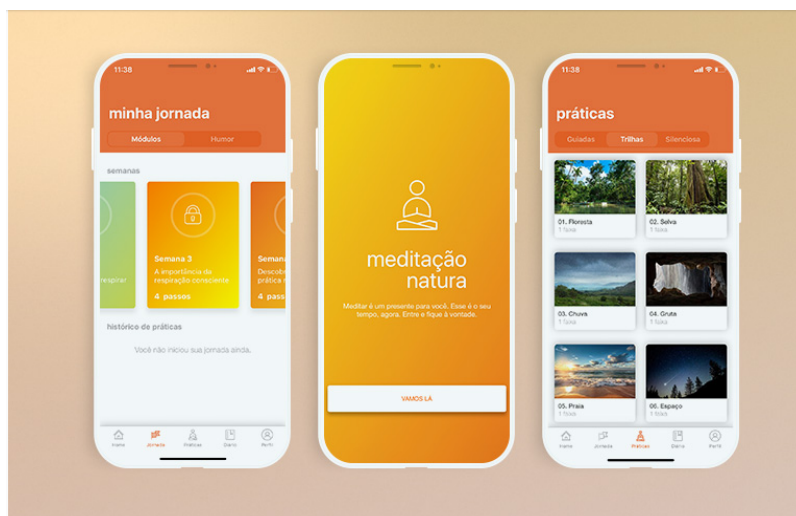 11:38
minha jornada
Módulos
Humor
semanas
respirar
Semana 3
A importância da
respiração consciente
4 passos
Semana
Descob
prática
4 pass
histórico de práticas
Você não iniciou sua jornada ainda.
Home
Jornada
Práticas
Diário
Perfil
meditação
natura
Meditar é um presente para você. Esse é o seu
tempo, agora. Entre e fique à vontade.
VAMOS LÁ
11:38
práticas
Guiadas
Trilhas
Silenciosa
01. Floresta
1 faixa
02. Selva
1 faixa
03. Chuva
1 faixa
04. Gruta
1 faixa
05. Praia
1 faixa
06. Espaço
1 faixa
Home
Jornada
Práticas
Diário
Perfil